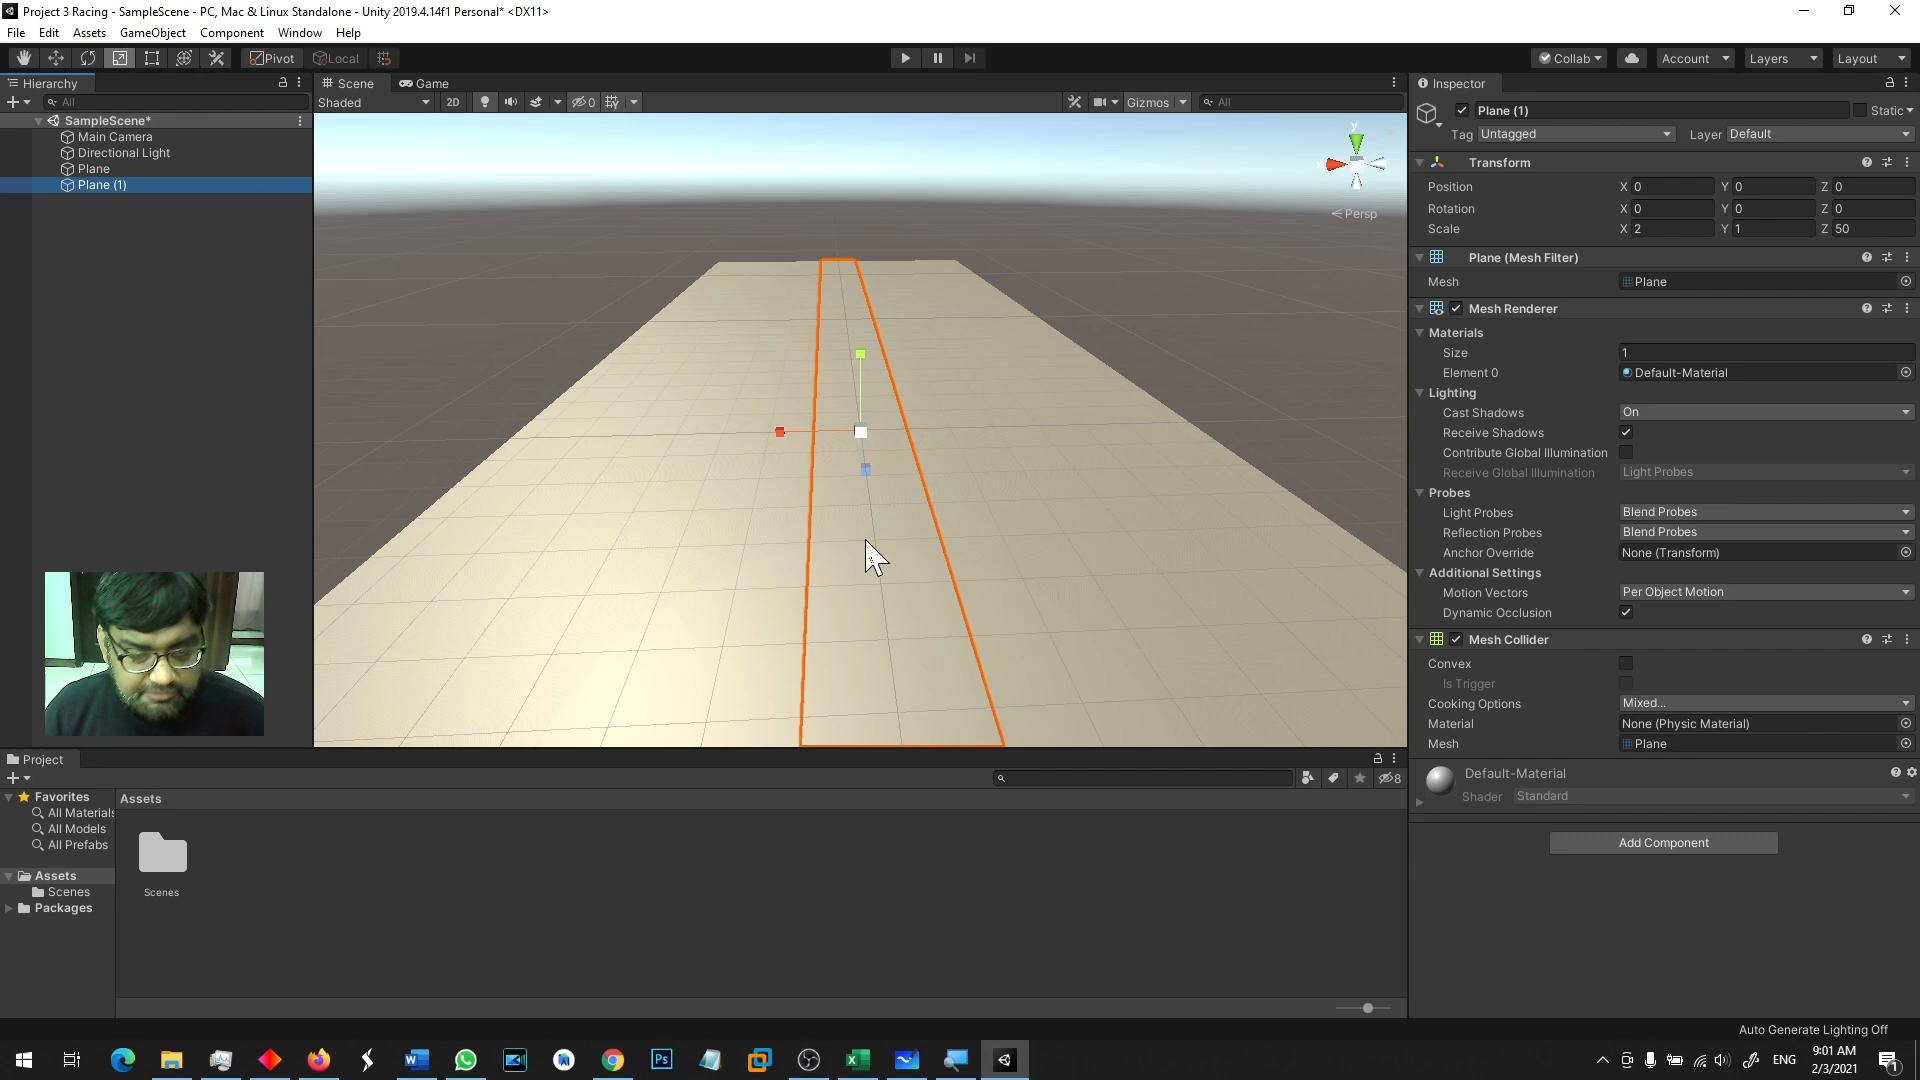 Project 3 Racing - SampleScene - PC, Mac & Linux Standalone - Unity 2019.4.14f1 Personal* <DX11>
File Edit Assets GameObject Component Window Help
Pivot Local Collab Account Layers Layout
Hierarchy
All
SampleScene*
Main Camera
Directional Light
Plane
Plane (1)
Scene Game
Shaded 2D 0 Gizmos All
y
Persp
Inspector
Plane (1) Static
Tag Untagged Layer Default
Transform
Position X 0 Y 0 Z 0
Rotation X 0 Y 0 Z 0
Scale X 2 Y 1 Z 50
Plane (Mesh Filter)
Mesh Plane
Mesh Renderer
Materials
Size 1
Element 0 Default-Material
Lighting
Cast Shadows On
Receive Shadows
Contribute Global Illumination
Receive Global Illumination Light Probes
Probes
Light Probes Blend Probes
Reflection Probes Blend Probes
Anchor Override None (Transform)
Additional Settings
Motion Vectors Per Object Motion
Dynamic Occlusion
Mesh Collider
Convex
Is Trigger
Cooking Options Mixed...
Material None (Physic Material)
Mesh Plane
Default-Material
Shader Standard
Add Component
Project
8
Favorites
All Materials
All Models
All Prefabs
Assets
Scenes
Packages
Assets
Scenes
Auto Generate Lighting Off
ENG
9:01 AM
2/3/2021
1